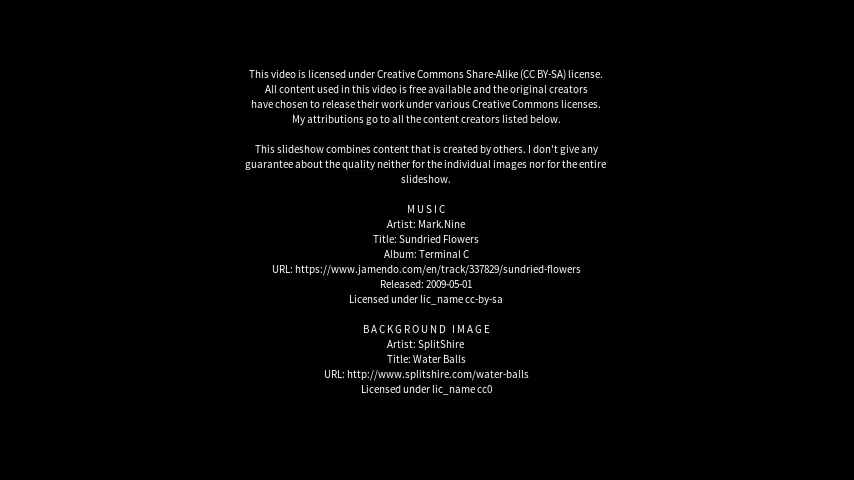 This video is licensed under Creative Commons Share-Alike (CC BY-SA) license.
All content used in this video is free available and the original creators
have chosen to release their work under various Creative Commons licenses.
My attributions go to all the content creators listed below.
This slideshow combines content that is created by others. I don't give any
guarantee about the quality neither for the individual images nor for the entire
slideshow.
MUSIC
Artist: Mark.Nine
Title: Sundried Flowers
Album: Terminal C
URL: https://www.jamendo.com/en/track/337829/sundried-flowers
Released: 2009-05-01
Licensed under lic_name cc-by-sa
BACKGROUND IMAGE
Artist: SplitShire
Title: Water Balls
URL: http://www.splitshire.com/water-balls
Licensed under lic_name cc0